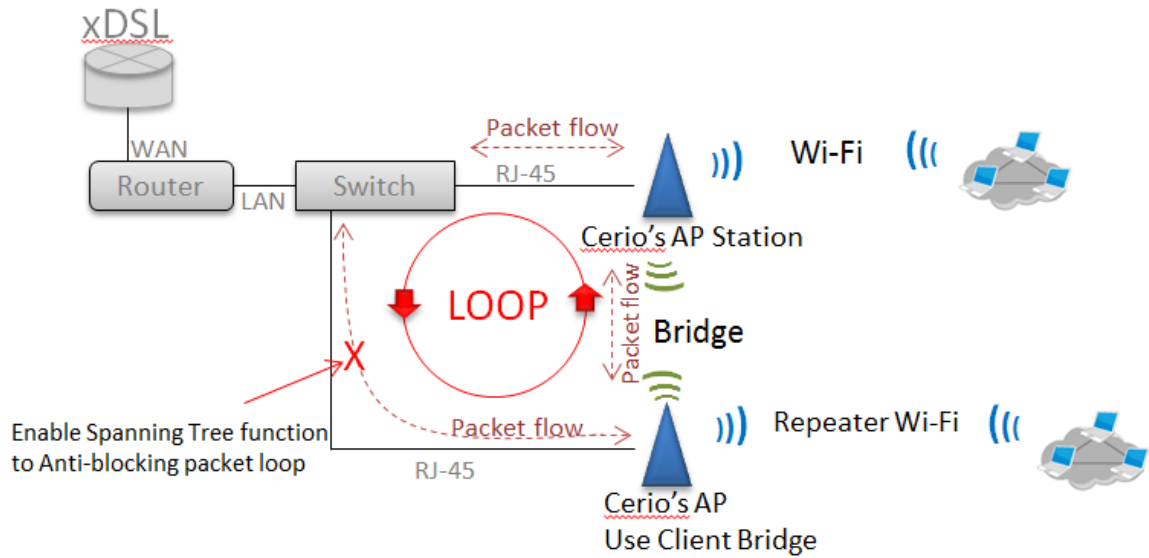 xDSL
WAN
Router
LAN
Switch
Packet flow
RJ-45
Wi-Fi
Cerio's AP Station
LOOP
Packet flow
Bridge
X
Enable Spanning Tree function
to Anti-blocking packet loop
Packet flow
RJ-45
Repeater Wi-Fi
Cerio's AP
Use Client Bridge